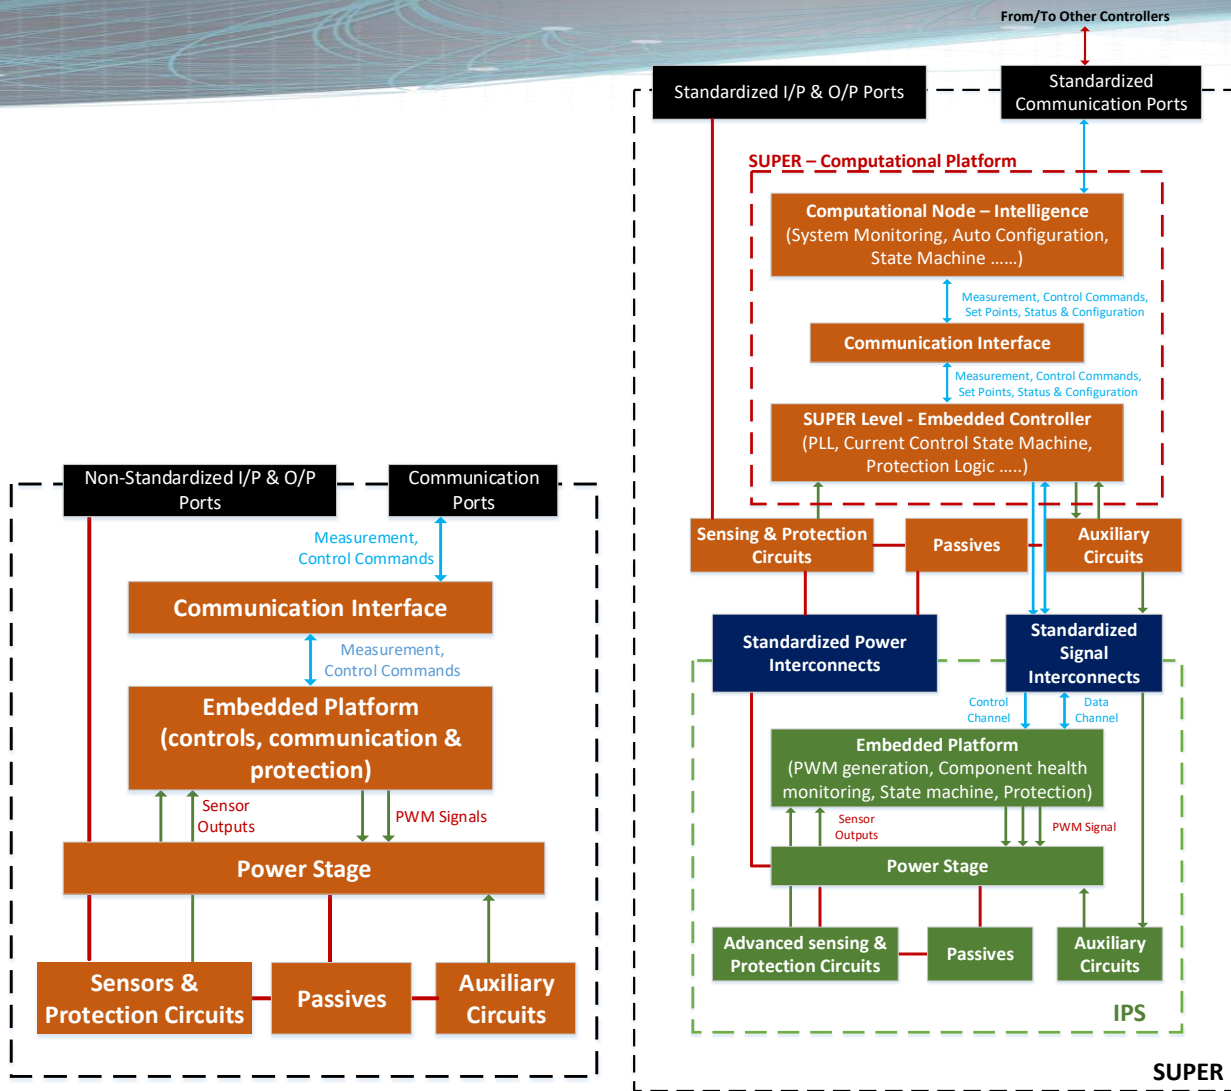 Non-Standardized I/P & O/P
Ports
Communication
Ports
Measurement,
Control Commands
Communication Interface
Measurement,
Control Commands
Embedded Platform
(controls, communication &
protection)
Sensor
Outputs
PWM Signals
Power Stage
Sensors &
Protection Circuits
Passives
Auxiliary
Circuits
From/To Other Controllers
Standardized I/P & O/P Ports
Standardized
Communication Ports
SUPER – Computational Platform
Computational Node – Intelligence
(System Monitoring, Auto Configuration,
State Machine ......)
Measurement, Control Commands,
Set Points, Status & Configuration
Communication Interface
Measurement, Control Commands,
Set Points, Status & Configuration
SUPER Level - Embedded Controller
(PLL, Current Control State Machine,
Protection Logic .....)
Sensing & Protection
Circuits
Passives
Auxiliary
Circuits
Standardized Power
Interconnects
Standardized
Signal
Interconnects
Control
Channel
Data
Channel
Embedded Platform
(PWM generation, Component health
monitoring, State machine, Protection)
Sensor
Outputs
PWM Signal
Power Stage
Advanced sensing &
Protection Circuits
Passives
Auxiliary
Circuits
IPS
SUPER